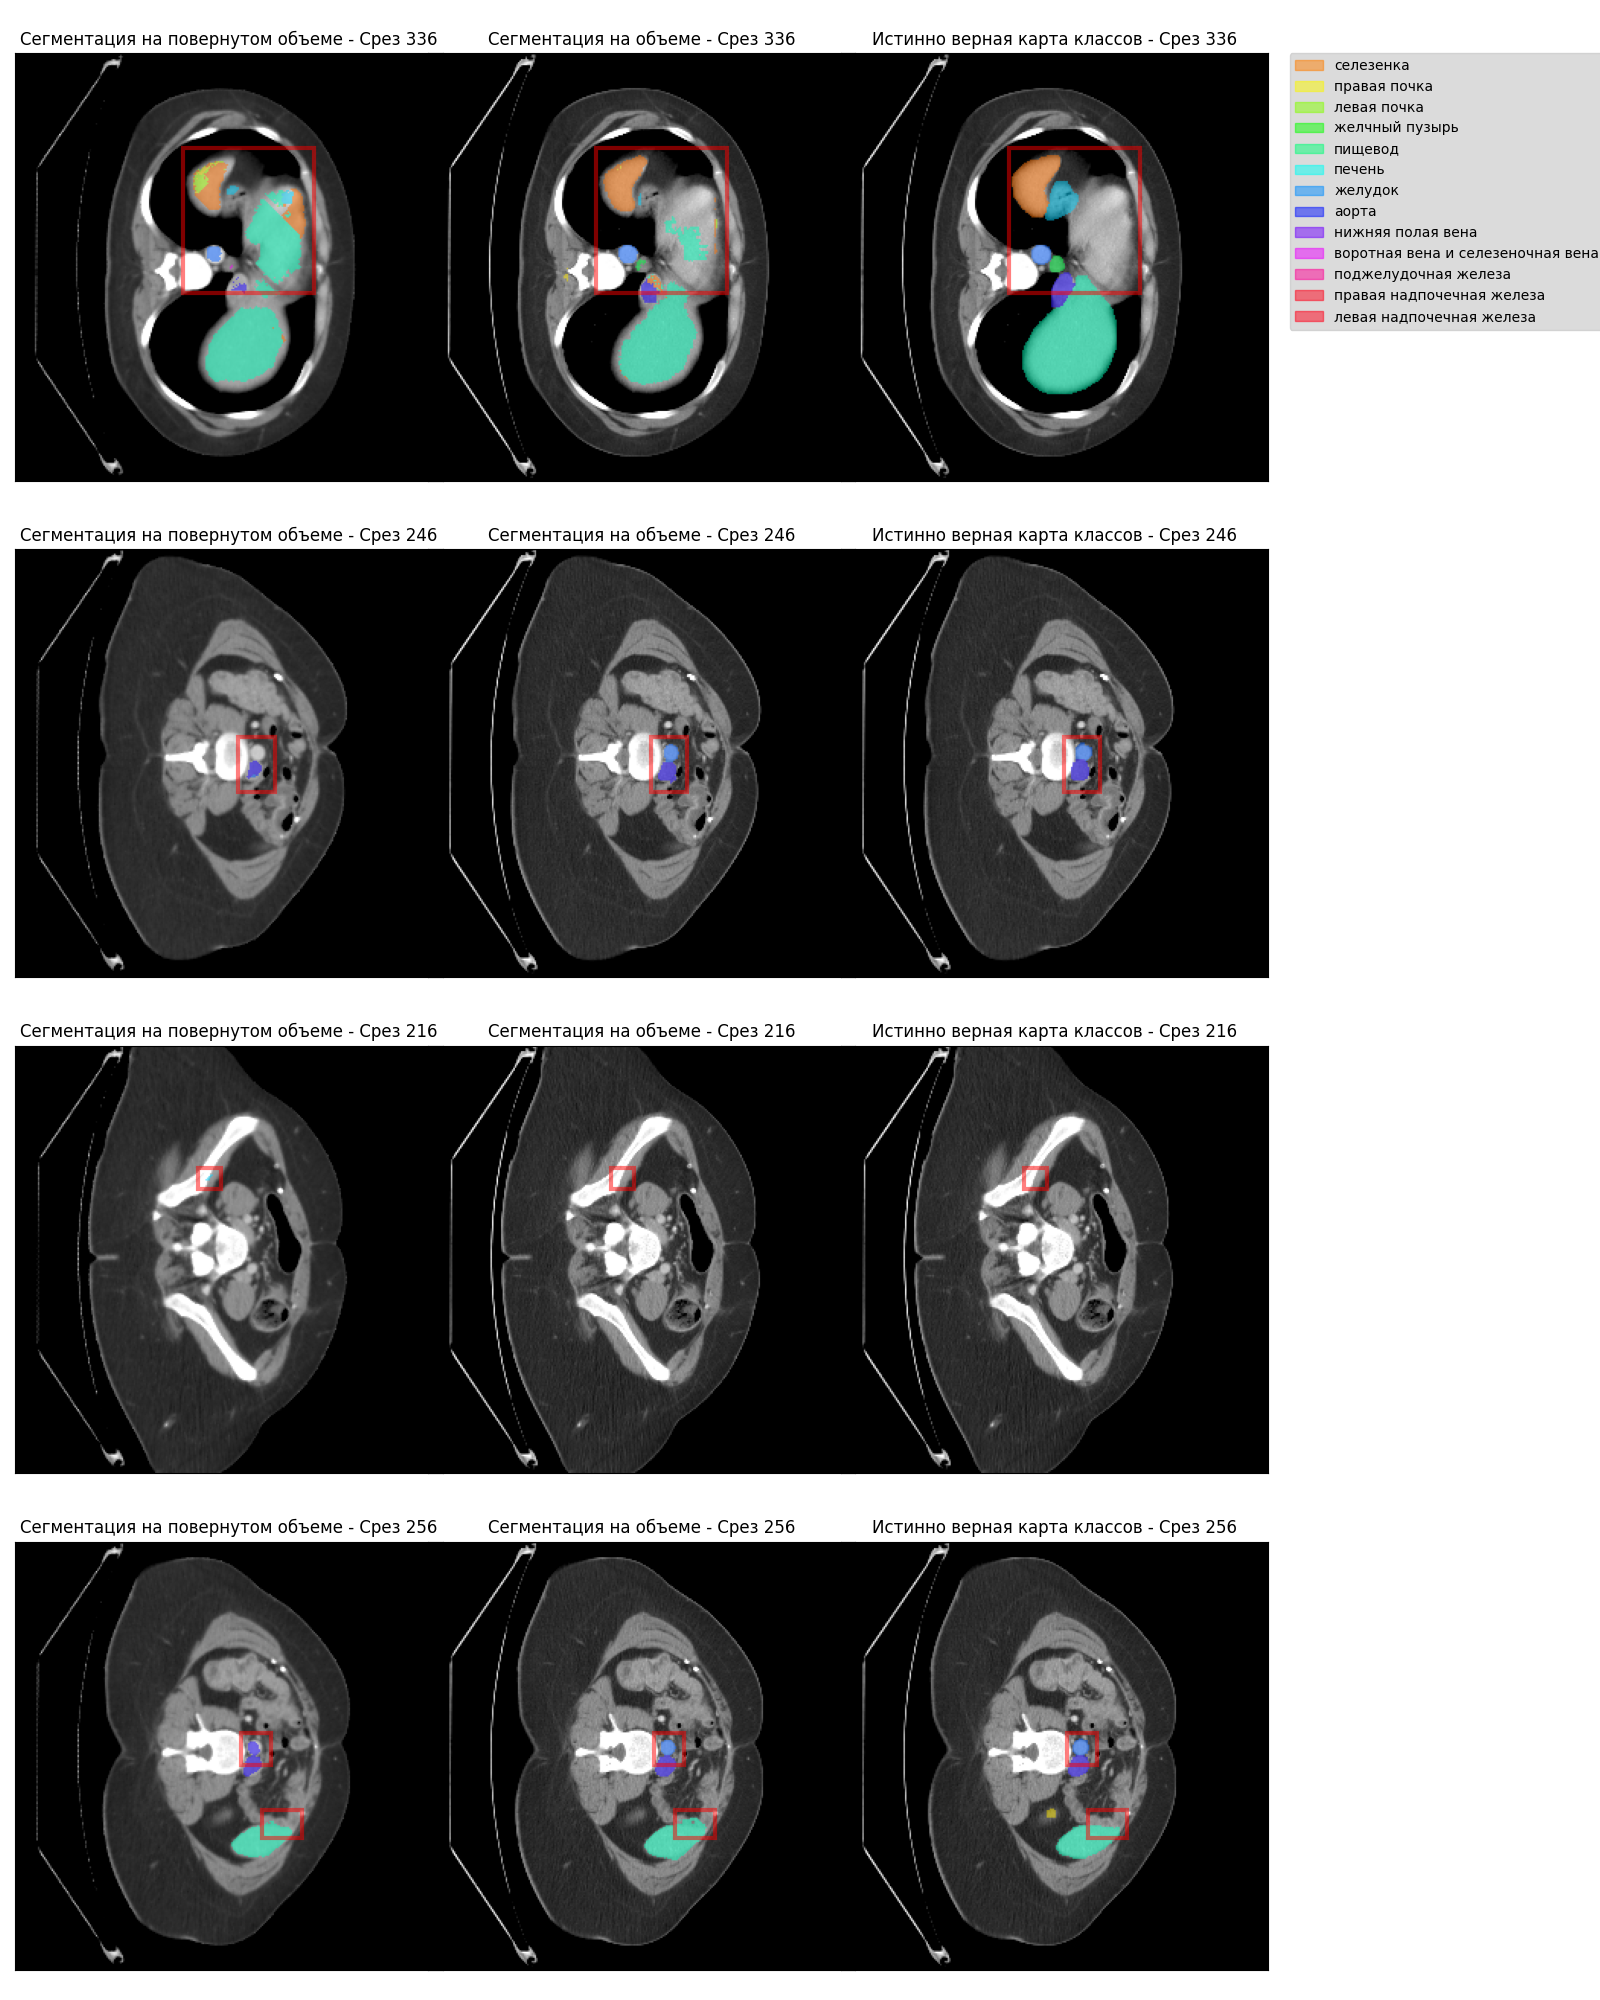 Сегментация на повернутом объеме - Срез 336
Сегментация на объеме - Срез 336
Истинно верная карта классов - Срез 336
селезенка
правая почка
левая почка
желчный пузырь
пищевод
печень
желудок
аорта
нижняя полая вена
воротная вена и селезеночная вена
поджелудочная железа
правая надпочечная железа
левая надпочечная железа
Сегментация на повернутом объеме - Срез 246
Сегментация на объеме - Срез 246
Истинно верная карта классов - Срез 246
Сегментация на повернутом объеме - Срез 216
Сегментация на объеме - Срез 216
Истинно верная карта классов - Срез 216
Сегментация на повернутом объеме - Срез 256
Сегментация на объеме - Срез 256
Истинно верная карта классов - Срез 256